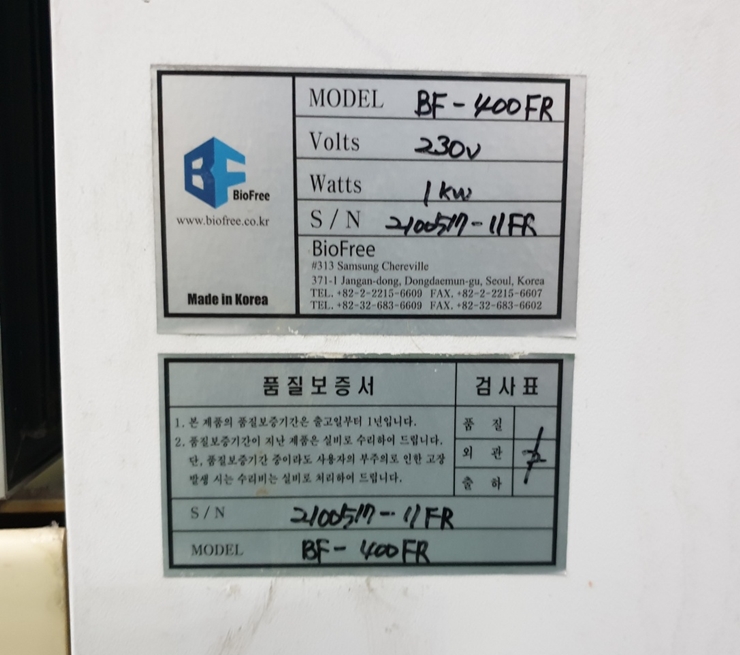 MODEL BF-400FR
Volts 230V
Watts 1kw
S/N 2100517-11FR
BF BioFree
www.biofree.co.kr
Made in Korea
BioFree
#313 Samsung Chereville
371-1 Jangan-dong, Dongdaemun-gu, Seoul, Korea
TEL. +82-2-2215-6609 FAX. +82-2-2215-6607
TEL. +82-32-683-6609 FAX. +82-32-683-6602
품질보증서
1. 본 제품의 품질보증기간은 출고일부터 1년입니다.
2. 품질보증기간이 지난 제품은 실비로 수리하여 드립니다.
단, 품질보증기간 중이라도 사용자의 부주의로 인한 고장
발생 시는 수리비는 실비로 처리하여 드립니다.
검사표
품 질
외 관
출 하
S/N 2100517-11FR
MODEL BF-400FR